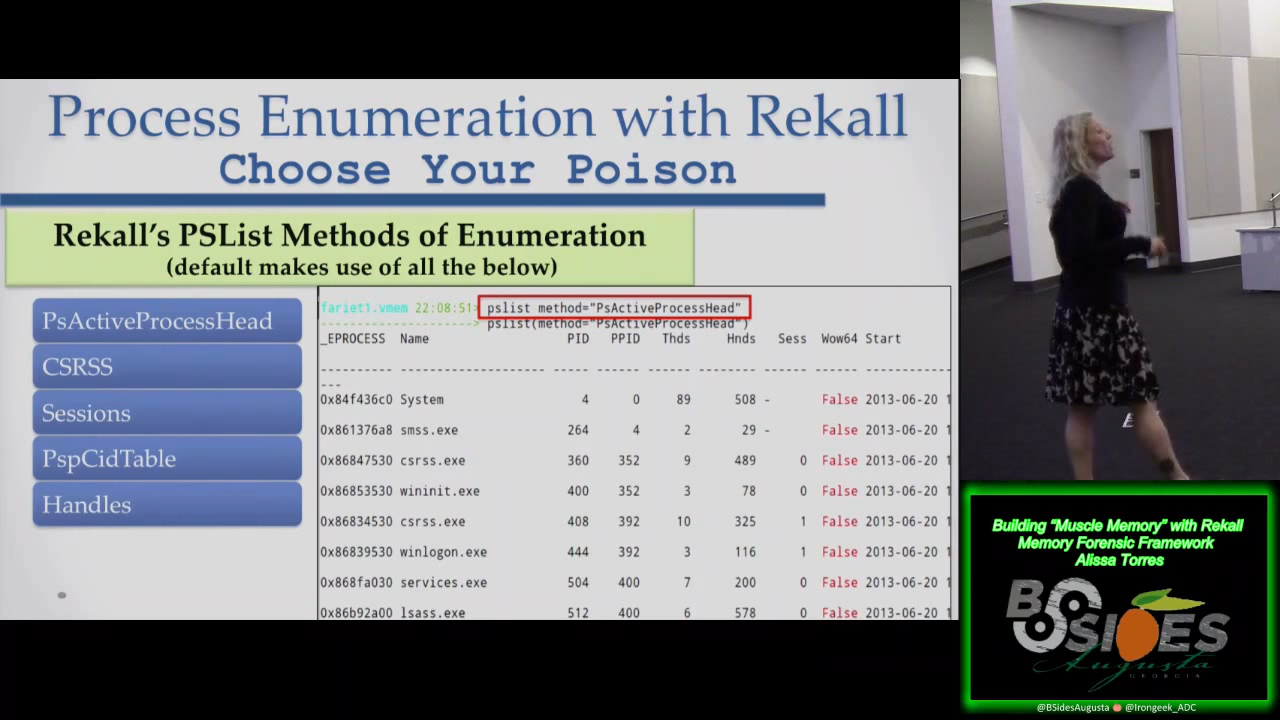 Process Enumeration with Rekall
Choose Your Poison
Rekall's PSList Methods of Enumeration
(default makes use of all the below)
PsActiveProcessHead
CSRSS
Sessions
PspCidTable
Handles
fariet1.vmem 22:08:51> pslist method="PsActiveProcessHead"
----------------------> pslist(method="PsActiveProcessHead")
_EPROCESS Name PID PPID Thds Hnds Sess Wow64 Start
0x84f436c0 System 4 0 89 508 - False 2013-06-20 1
0x861376a8 smss.exe 264 4 2 29 - False 2013-06-20 1
0x86847530 csrss.exe 360 352 9 489 0 False 2013-06-20 1
0x86853530 wininit.exe 400 352 3 78 0 False 2013-06-20 1
0x86834530 csrss.exe 408 392 10 325 1 False 2013-06-20 1
0x86839530 winlogon.exe 444 392 3 116 1 False 2013-06-20 1
0x868fa030 services.exe 504 400 7 200 0 False 2013-06-20 1
0x86b92a00 lsass.exe 512 400 6 578 0 False 2013-06-20 1
Building "Muscle Memory" with Rekall
Memory Forensic Framework
Alissa Torres
BSIDES
Augusta
GEORGIA
@BSidesAugusta @Irongeek_ADC